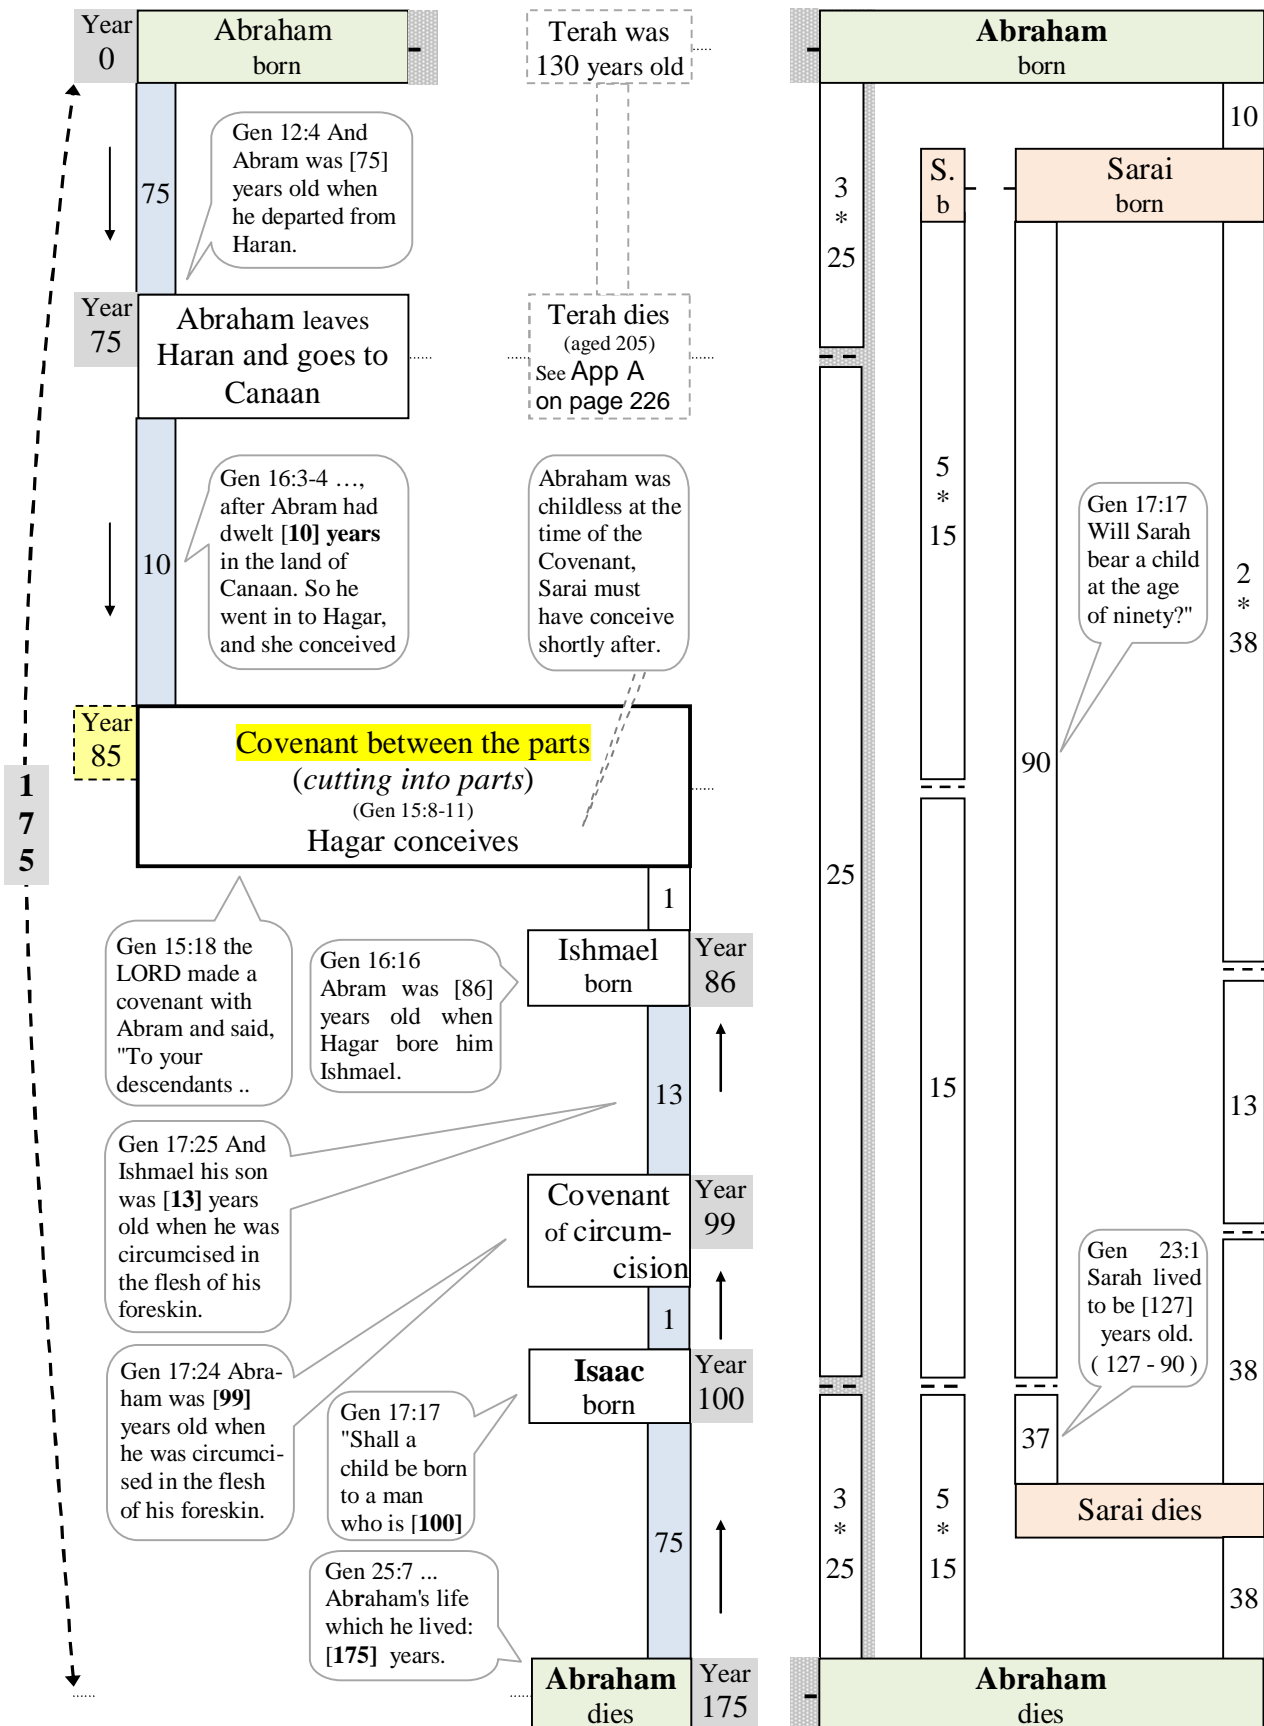 Year
0
Abraham
born
Terah was
130 years old
Abraham
born
Gen 12:4 And
Abram was [75]
years old when
he departed from
Haran.
75
Year
75
Abraham leaves
Haran and goes to
Canaan
Terah dies
(aged 205)
See App A
on page 226
Gen 16:3-4 …,
after Abram had
dwelt [10] years
in the land of
Canaan. So he
went in to Hagar,
and she conceived
10
Abraham was
childless at the
time of the
Covenant,
Sarai must
have conceive
shortly after.
Year
85
Covenant between the parts
(cutting into parts)
(Gen 15:8-11)
Hagar conceives
1
7
5
1
Gen 15:18 the
LORD made a
covenant with
Abram and said,
"To your
descendants ..
Gen 16:16
Abram was [86]
years old when
Hagar bore him
Ishmael.
Ishmael
born
Year
86
13
Gen 17:25 And
Ishmael his son
was [13] years
old when he was
circumcised in
the flesh of his
foreskin.
Covenant
of circum-
cision
Year
99
1
Gen 17:24 Abra-
ham was [99]
years old when
he was circumci-
sed in the flesh
of his foreskin.
Gen 17:17
"Shall a
child be born
to a man
who is [100]
Isaac
born
Year
100
75
Gen 25:7 ...
Abraham's life
which he lived:
[175] years.
Abraham
dies
Year
175
3
*
25
25
3
*
25
S.
b
5
*
15
15
5
*
15
10
Sarai
born
90
Gen 17:17
Will Sarah
bear a child
at the age
of ninety?"
2
*
38
13
Gen 23:1
Sarah lived
to be [127]
years old.
( 127 - 90 )
37
38
Sarai dies
38
Abraham
dies